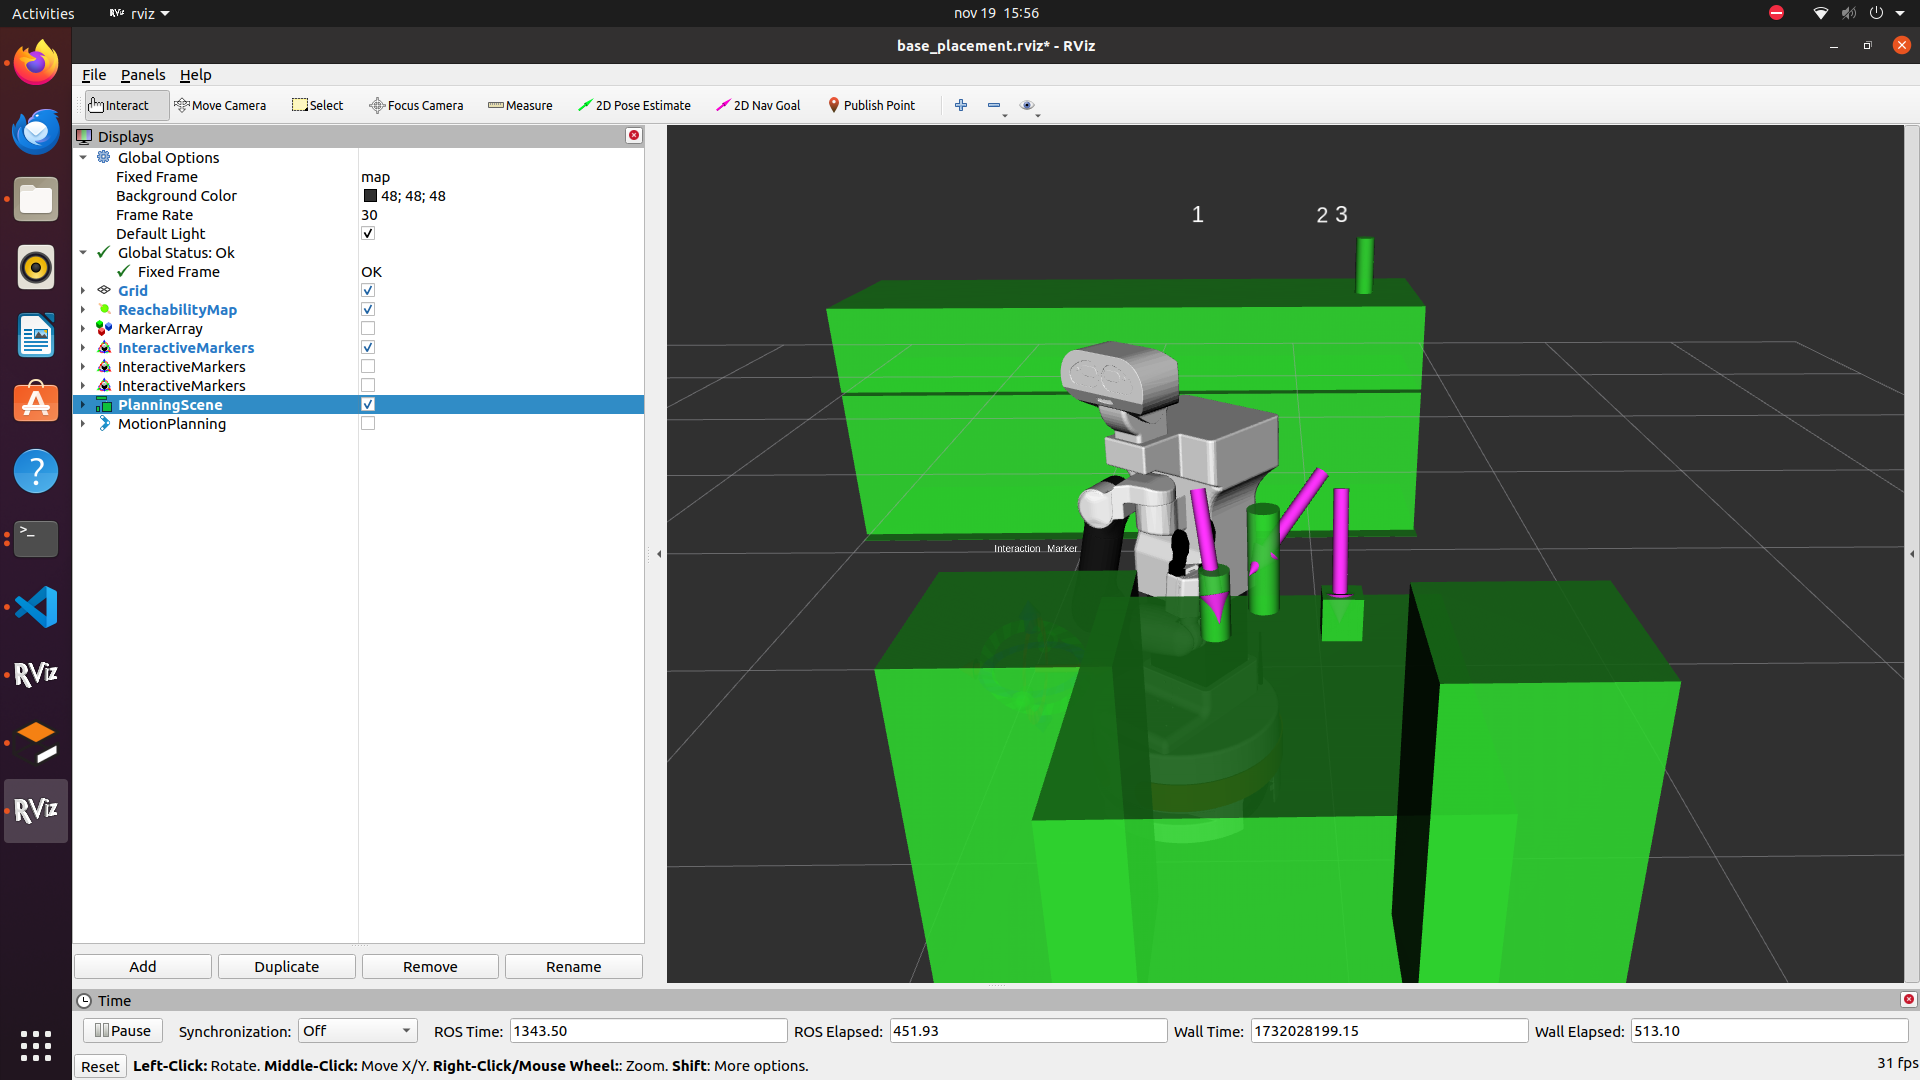 Activities
RViz rviz
nov 19 15:56
base_placement.rviz* - RViz
File Panels Help
Interact Move Camera Select Focus Camera Measure 2D Pose Estimate 2D Nav Goal Publish Point
Displays
Global Options
Fixed Frame map
Background Color 48; 48; 48
Frame Rate 30
Default Light
Global Status: Ok
Fixed Frame OK
Grid
ReachabilityMap
MarkerArray
InteractiveMarkers
InteractiveMarkers
InteractiveMarkers
PlanningScene
MotionPlanning
1 2 3
Interaction Marker
RViz
RViz
Add Duplicate Remove Rename
Time
Pause Synchronization: Off ROS Time: 1343.50 ROS Elapsed: 451.93 Wall Time: 1732028199.15 Wall Elapsed: 513.10
Reset Left-Click: Rotate. Middle-Click: Move X/Y. Right-Click/Mouse Wheel:: Zoom. Shift: More options. 31 fps